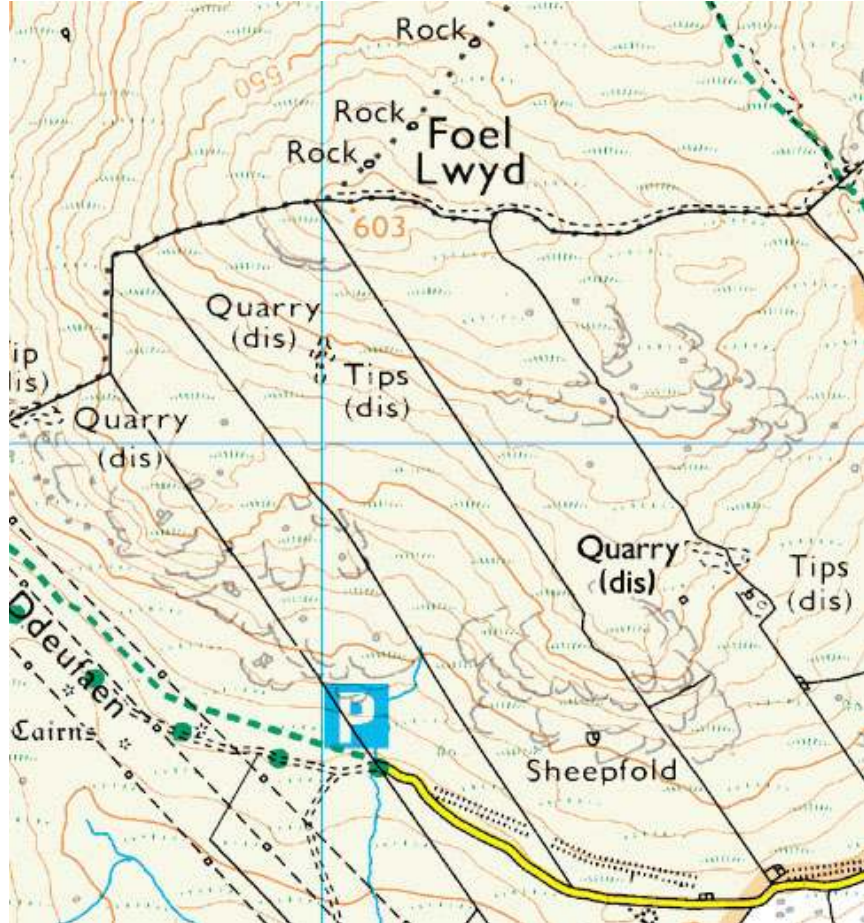 Rock
550
Rock
Foel
Rock
Lwyd
603
Quarry
(dis)
Tips
(dis)
Quarry
(dis)
Quarry
(dis)
Tips
(dis)
Ddeufaen
P
Cairns
Sheepfold